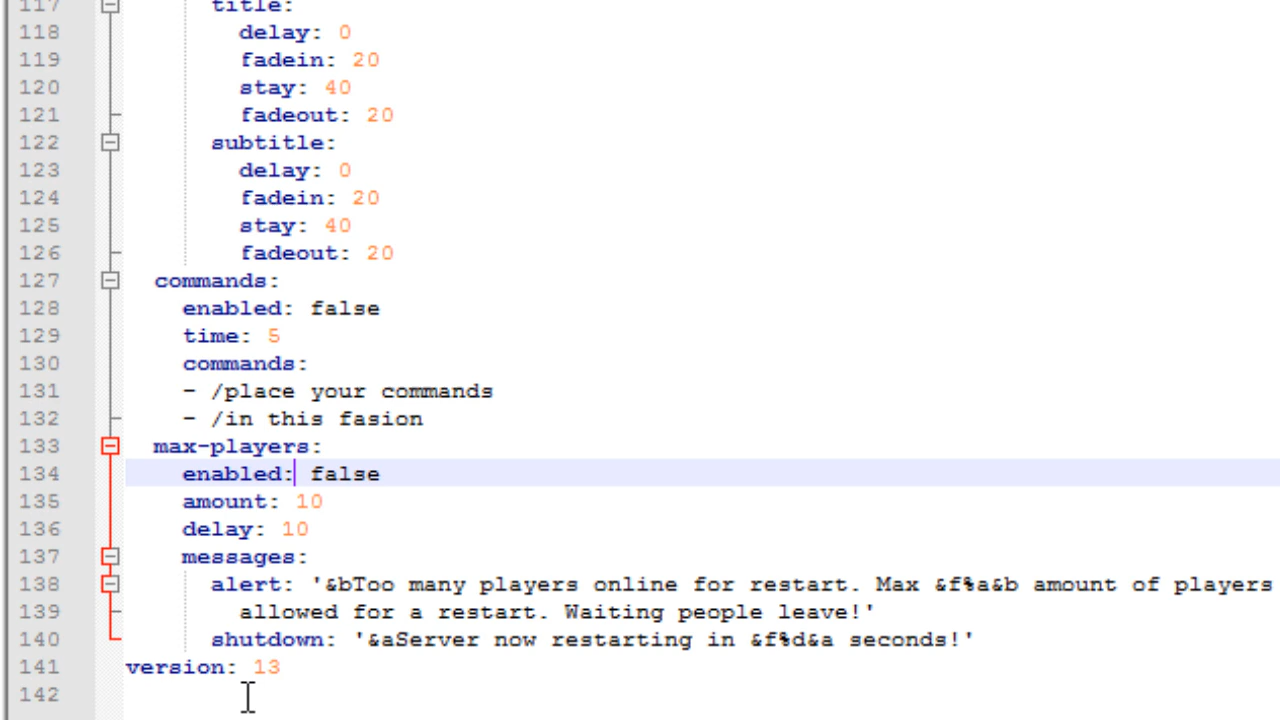 117 title:
118 delay: 0
119 fadein: 20
120 stay: 40
121 fadeout: 20
122 subtitle:
123 delay: 0
124 fadein: 20
125 stay: 40
126 fadeout: 20
127 commands:
128 enabled: false
129 time: 5
130 commands:
131 - /place your commands
132 - /in this fasion
133 max-players:
134 enabled: false
135 amount: 10
136 delay: 10
137 messages:
138 alert: '&bToo many players online for restart. Max &f%a&b amount of players
139 allowed for a restart. Waiting people leave!'
140 shutdown: '&aServer now restarting in &f%d&a seconds!'
141 version: 13
142